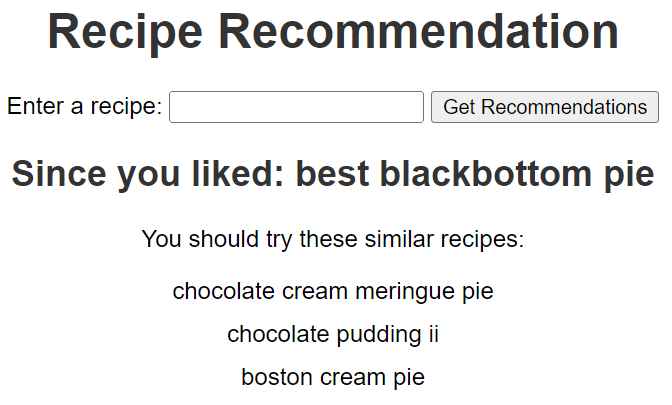 Recipe Recommendation
Enter a recipe: Get Recommendations
Since you liked: best blackbottom pie
You should try these similar recipes:
chocolate cream meringue pie
chocolate pudding ii
boston cream pie